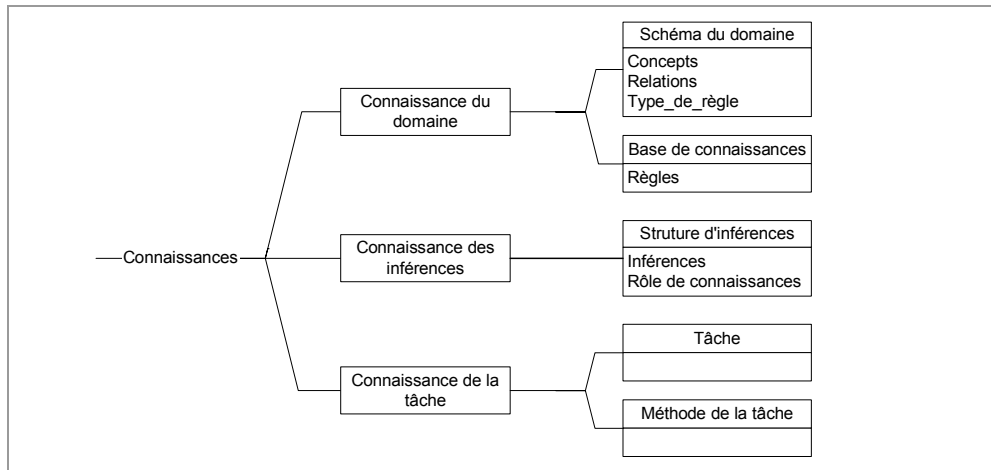 Schéma du domaine
Concepts
Relations
Type_de_règle
Connaissance du
domaine
Base de connaissances
Règles
Connaissances
Connaissance des
inférences
Struture d'inférences
Inférences
Rôle de connaissances
Connaissance de la
tâche
Tâche
Méthode de la tâche